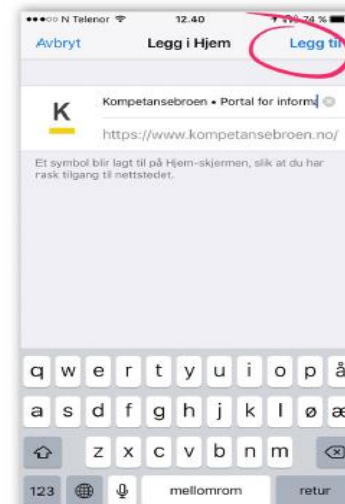 N Telenor 12.40 74 %
Avbryt Legg i Hjem Legg til
K
Kompetansebroen • Portal for informa
https://www.kompetansebroen.no/
Et symbol blir lagt til på Hjem-skjermen, slik at du har
rask tilgang til nettstedet.
q w e r t y u i o p å
a s d f g h j k l ø æ
z x c v b n m
123 mellomrom retur